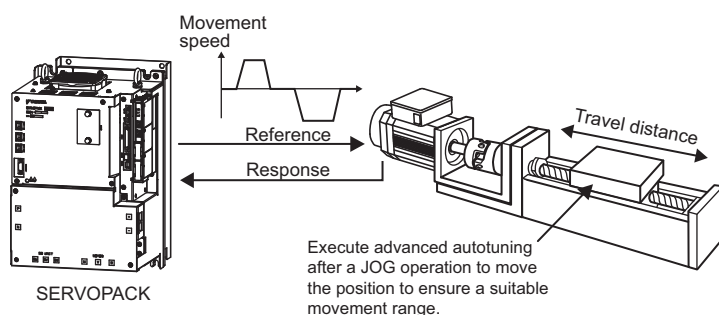 Movement
speed
Reference
Response
Travel distance
Execute advanced autotuning
after a JOG operation to move
the position to ensure a suitable
movement range.
SERVOPACK